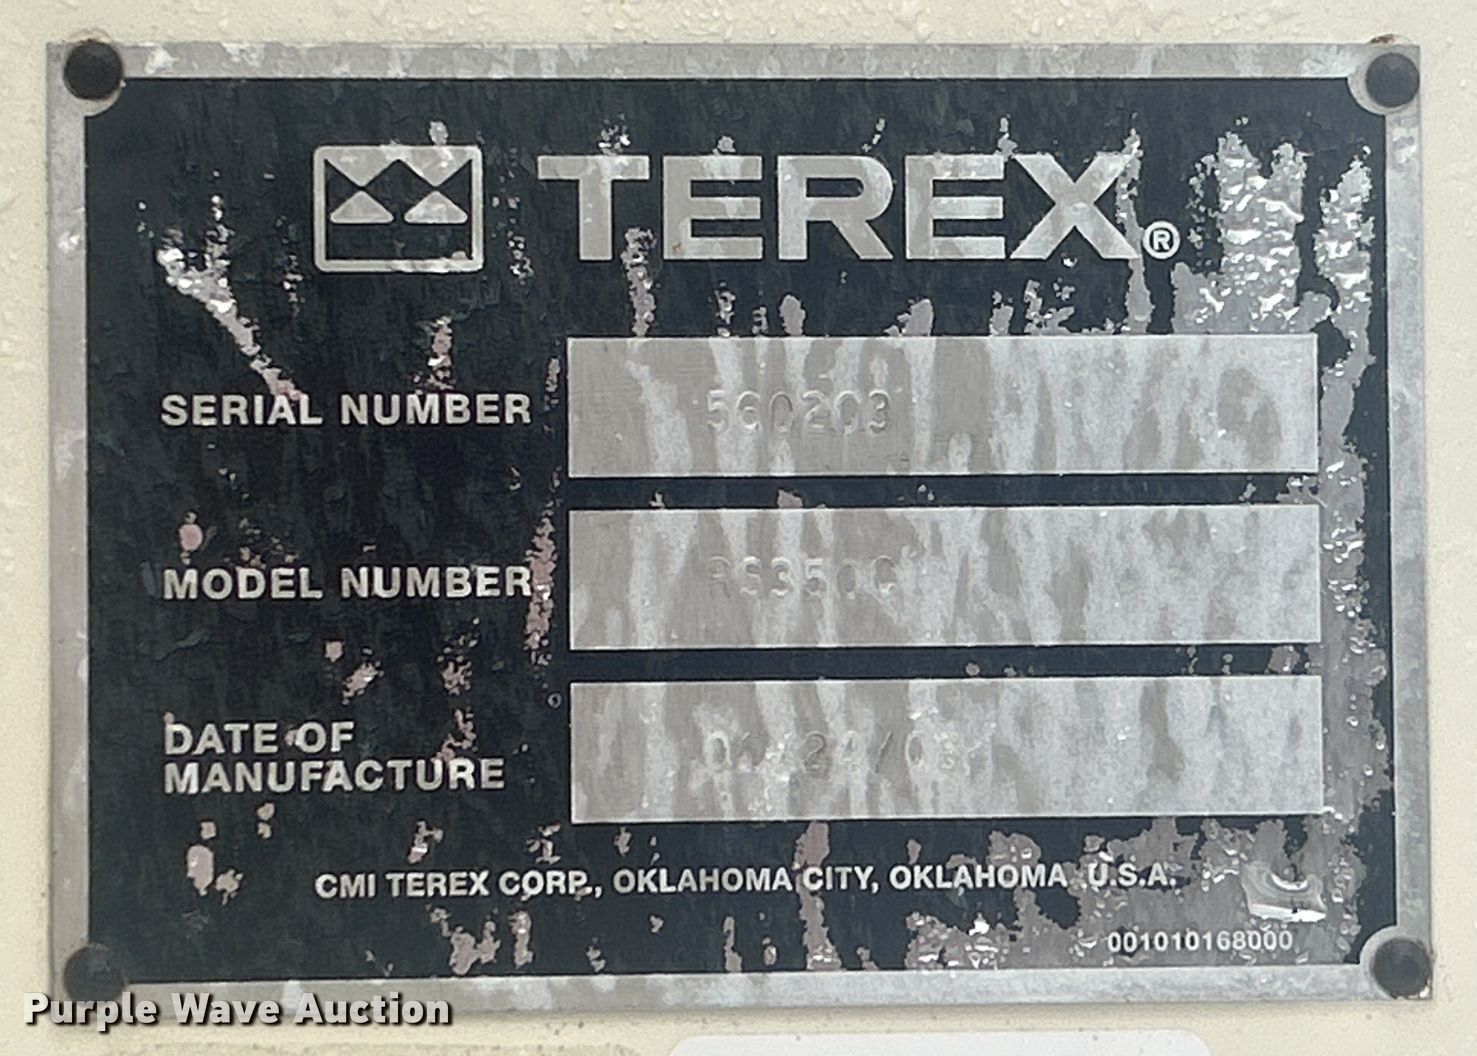 TEREX®
SERIAL NUMBER 560203
MODEL NUMBER RS350C
DATE OF
MANUFACTURE
CMI TEREX CORP., OKLAHOMA CITY, OKLAHOMA U.S.A.
001010168000
Purple Wave Auction